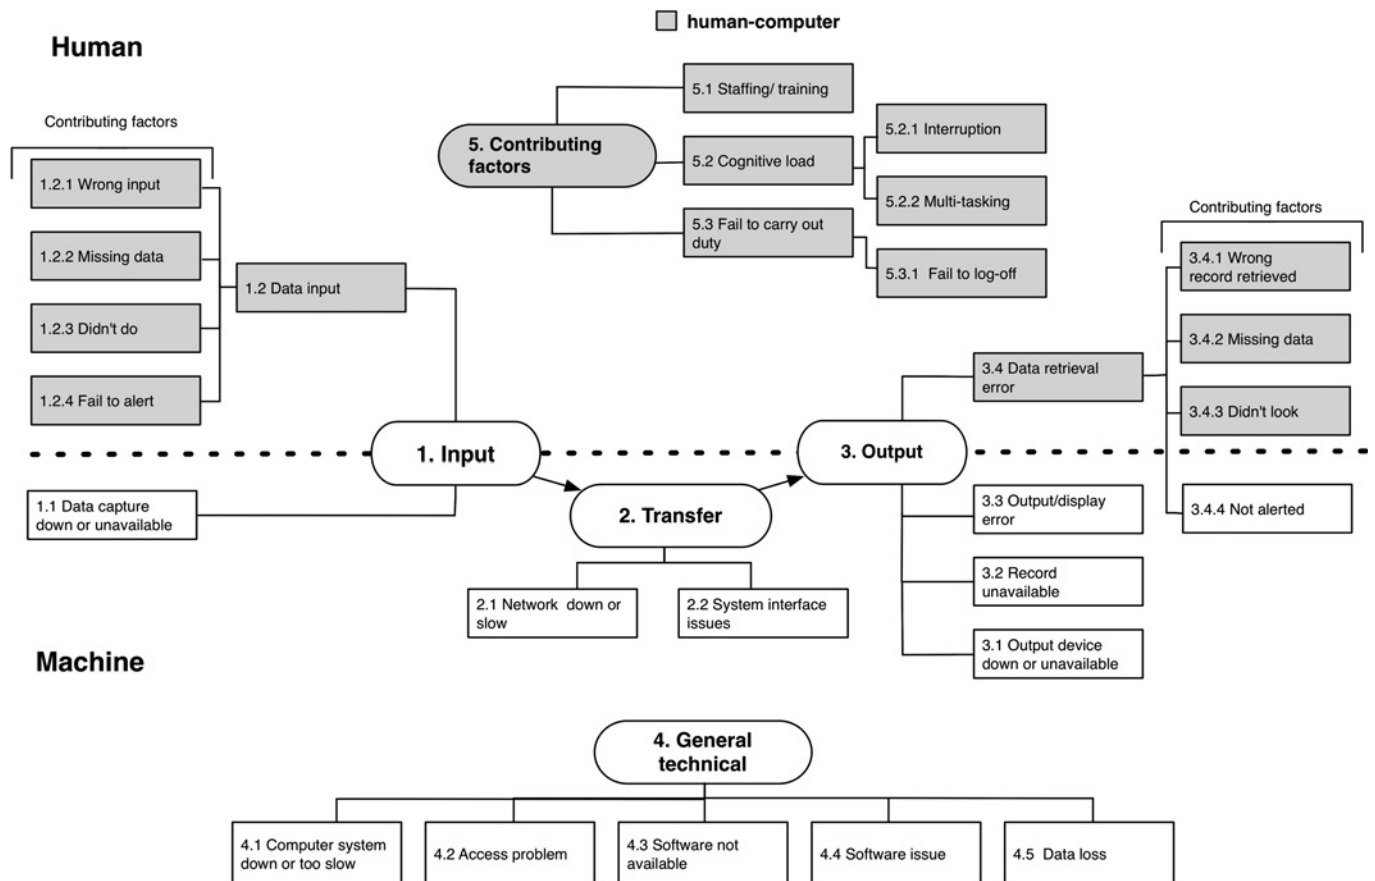 human-computer
Human
Contributing factors
1.2.1 Wrong input
1.2.2 Missing data
1.2.3 Didn't do
1.2.4 Fail to alert
1.2 Data input
5. Contributing
factors
5.1 Staffing/ training
5.2 Cognitive load
5.3 Fail to carry out
duty
5.2.1 Interruption
5.2.2 Multi-tasking
5.3.1 Fail to log-off
Contributing factors
3.4.1 Wrong
record retrieved
3.4.2 Missing data
3.4.3 Didn't look
3.4.4 Not alerted
3.4 Data retrieval
error
1. Input
3. Output
1.1 Data capture
down or unavailable
2. Transfer
2.1 Network down or
slow
2.2 System interface
issues
3.3 Output/display
error
3.2 Record
unavailable
3.1 Output device
down or unavailable
Machine
4. General
technical
4.1 Computer system
down or too slow
4.2 Access problem
4.3 Software not
available
4.4 Software issue
4.5 Data loss